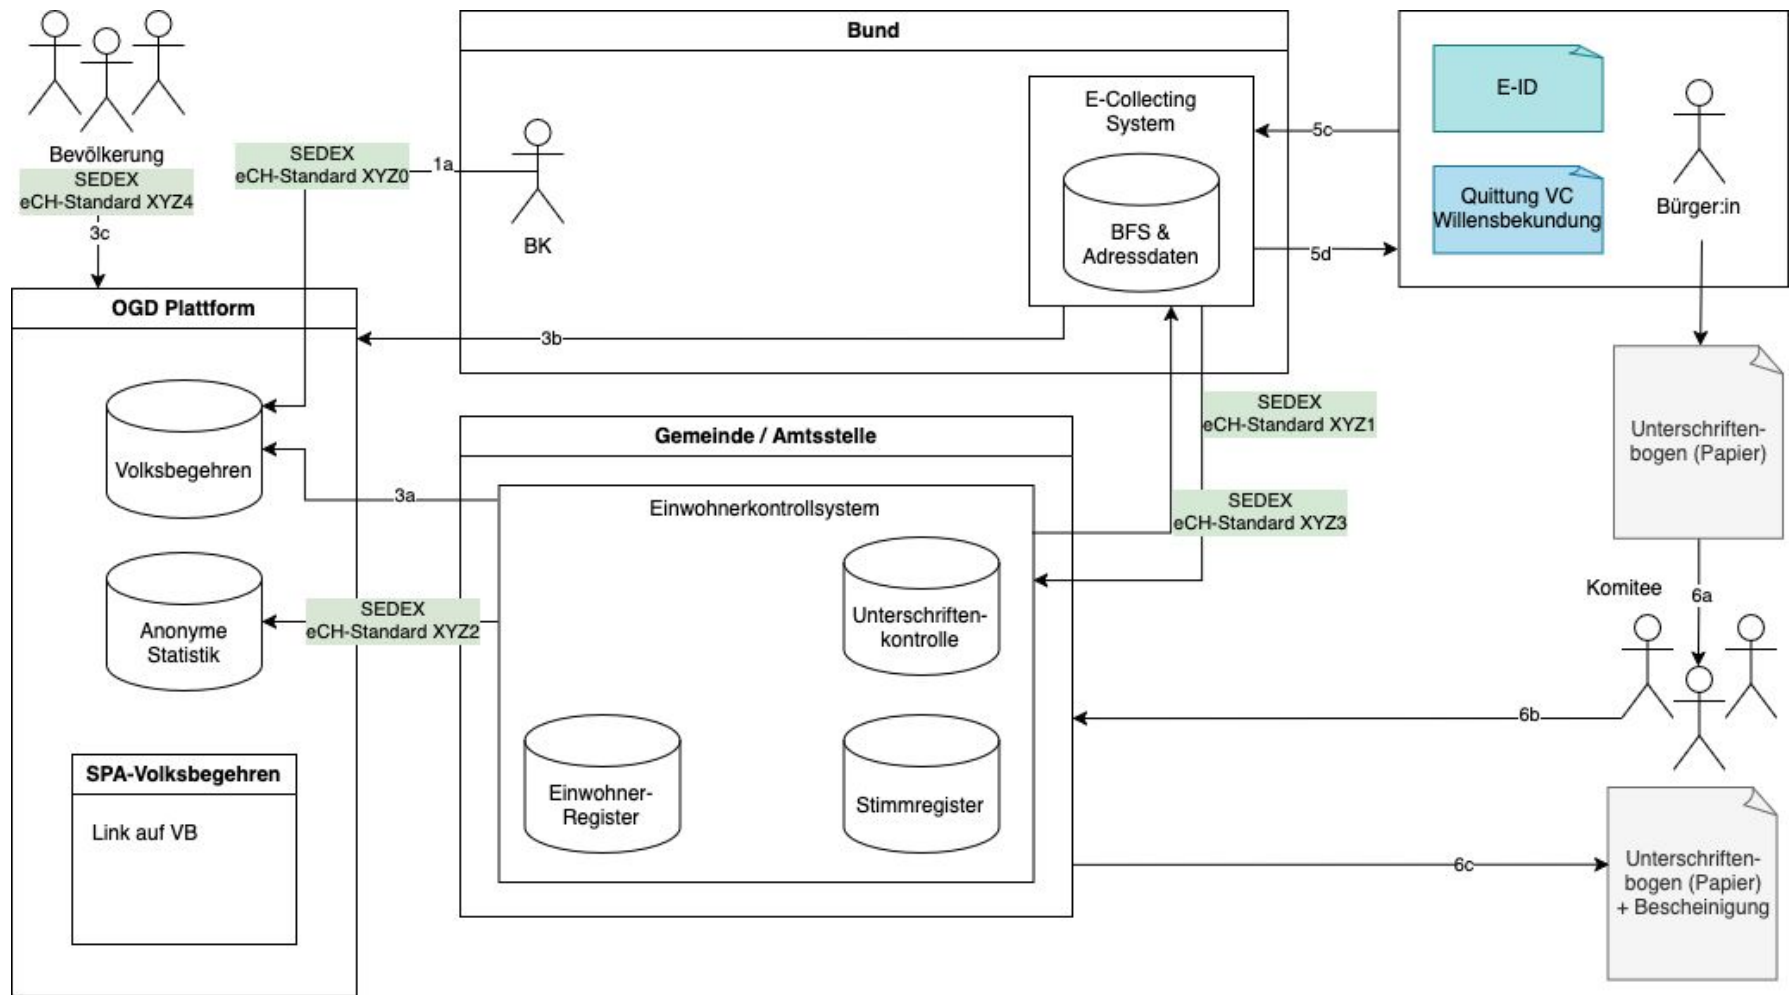 Bevölkerung
SEDEX
eCH-Standard XYZ4
3c
SEDEX
eCH-Standard XYZ0
1a
Bund
BK
E-Collecting
System
BFS &
Adressdaten
5c
5d
E-ID
Quittung VC
Willensbekundung
Bürger:in
OGD Plattform
3b
Volksbegehren
3a
Anonyme
Statistik
SEDEX
eCH-Standard XYZ2
SPA-Volksbegehren
Link auf VB
Gemeinde / Amtsstelle
Einwohnerkontrollsystem
Unterschriften-
kontrolle
Einwohner-
Register
Stimmregister
SEDEX
eCH-Standard XYZ1
SEDEX
eCH-Standard XYZ3
Unterschriften-
bogen (Papier)
Komitee
6a
6b
6c
Unterschriften-
bogen (Papier)
+ Bescheinigung